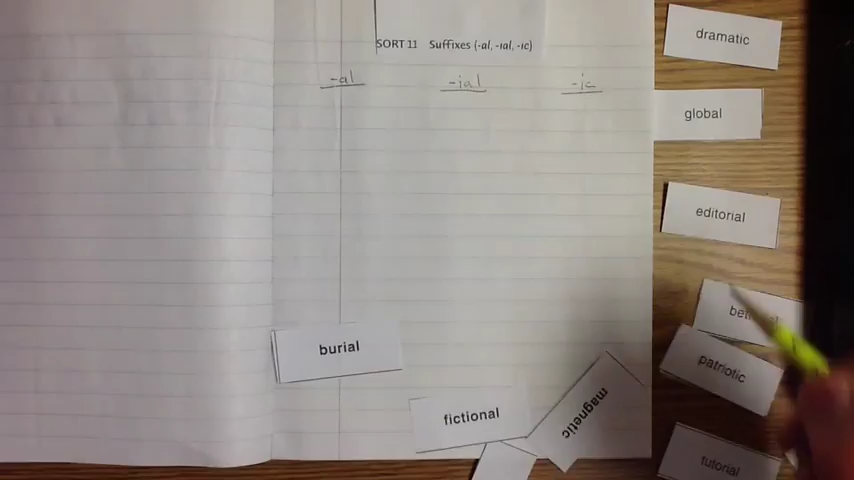 SORT 11 Suffixes (-al, -ial, -ic)
-al -ial -ic
dramatic
global
editorial
patriotic
tutorial
burial
fictional
magnetic